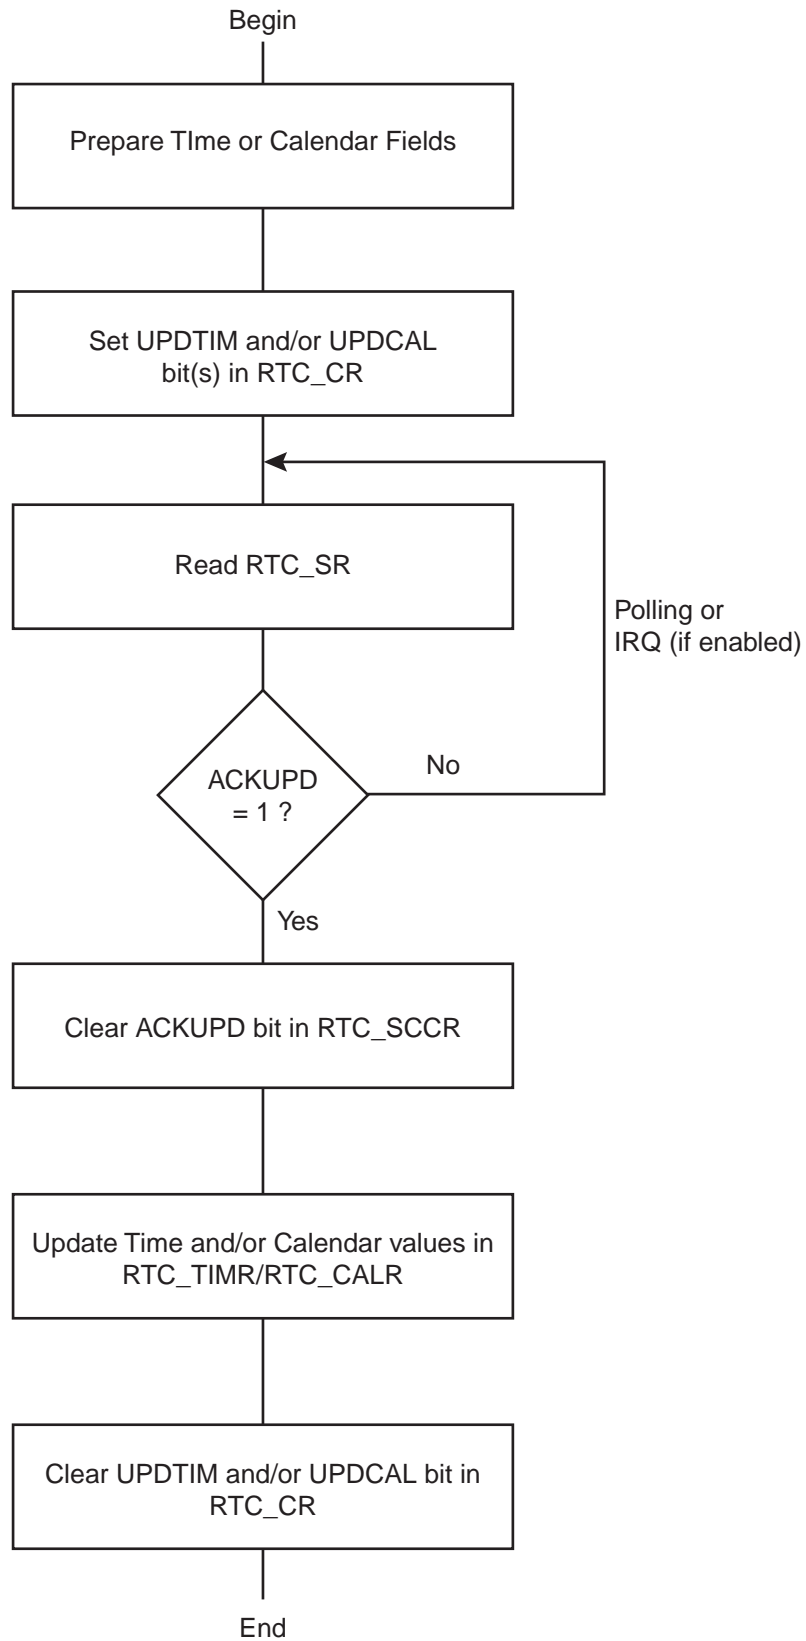 Begin
Prepare TIme or Calendar Fields
Set UPDTIM and/or UPDCAL
bit(s) in RTC_CR
Read RTC_SR
Polling or
IRQ (if enabled)
ACKUPD
= 1 ?
No
Yes
Clear ACKUPD bit in RTC_SCCR
Update Time and/or Calendar values in
RTC_TIMR/RTC_CALR
Clear UPDTIM and/or UPDCAL bit in
RTC_CR
End